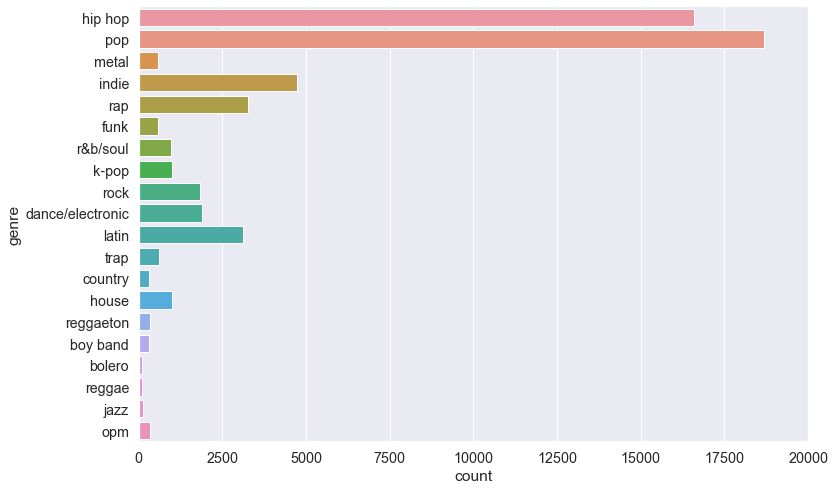 hip hop
pop
metal
indie
rap
funk
r&b/soul
k-pop
rock
dance/electronic
latin
trap
country
house
reggaeton
boy band
bolero
reggae
jazz
opm
genre
0 2500 5000 7500 10000 12500 15000 17500 20000
count